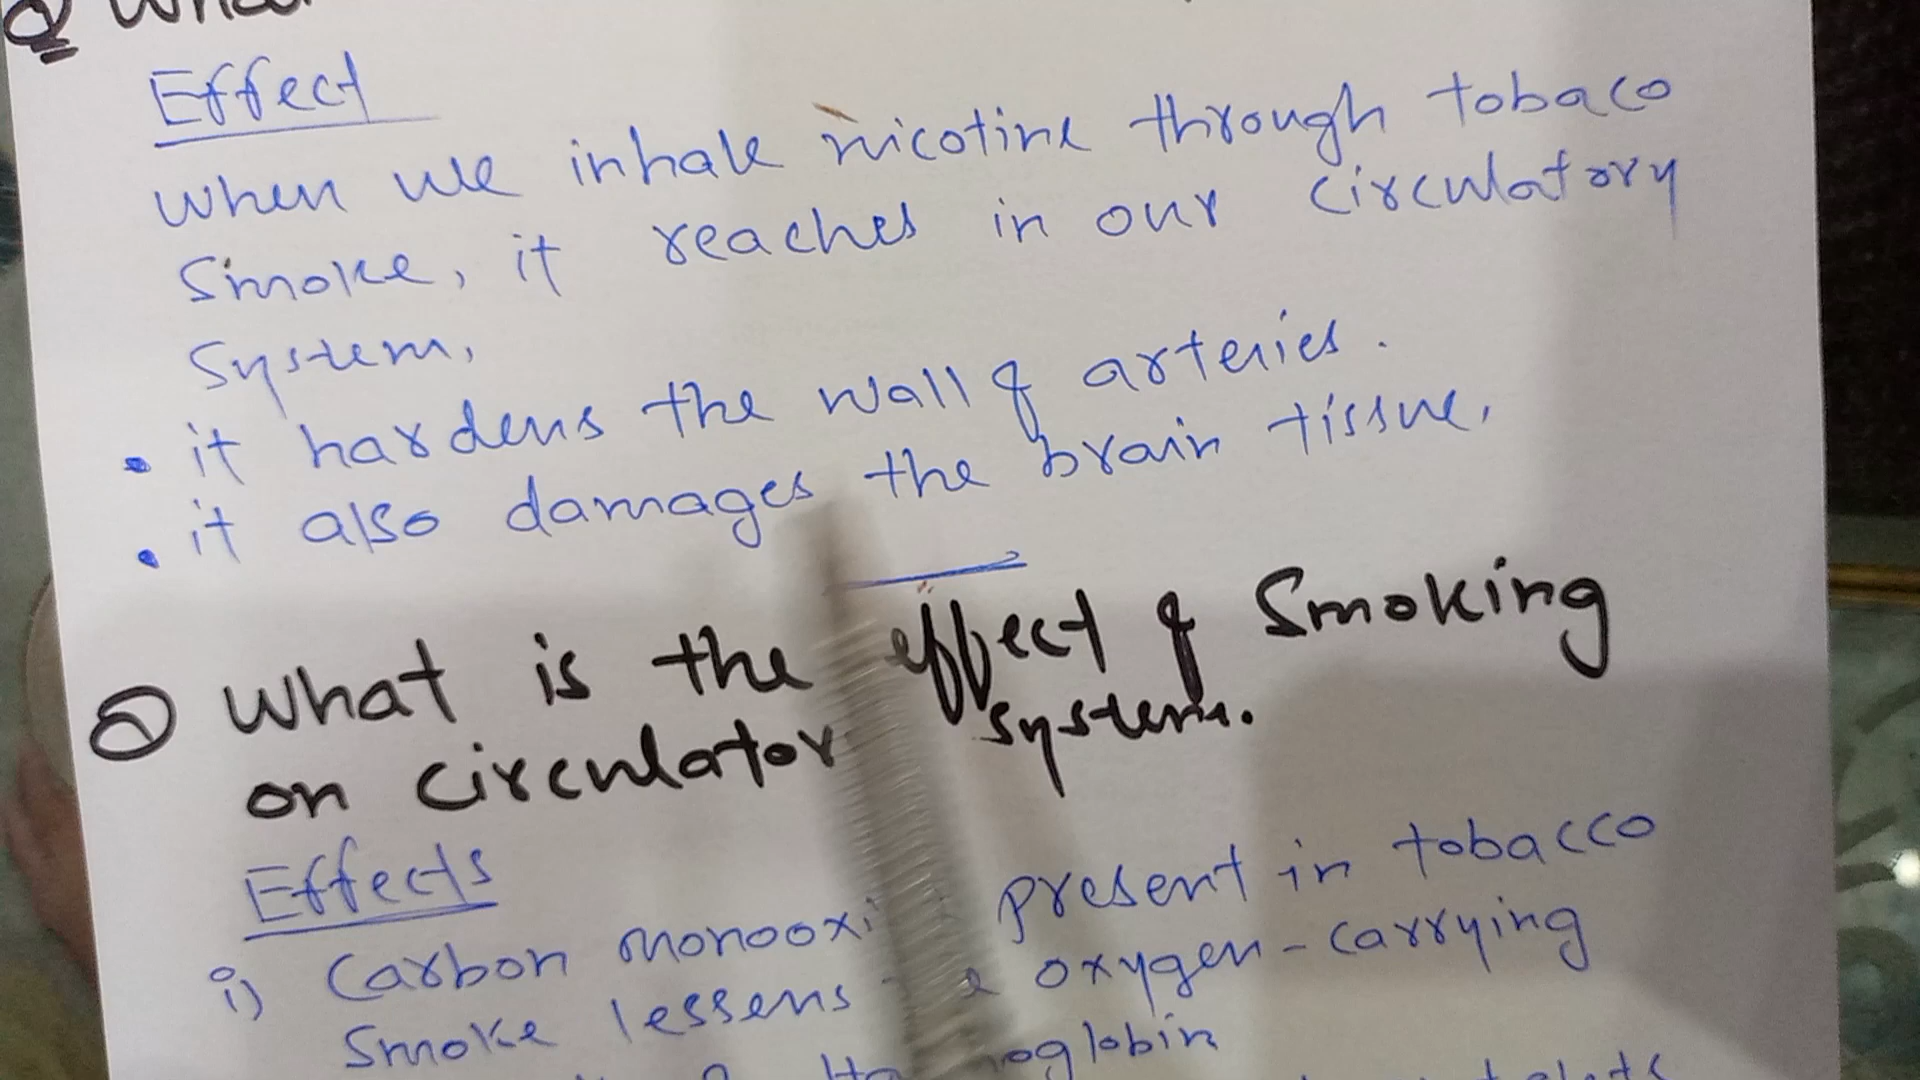 Q
Effect
when we inhale nicotine through tobaco
Smoke, it reaches in our circulatory
System,
• it hardens the wall of arteries.
• it also damages the brain tissue,
Q What is the effect of Smoking
on circulator system.
Effects
i) Carbon present in tobacco
Smoke lessens oxygen-carrying